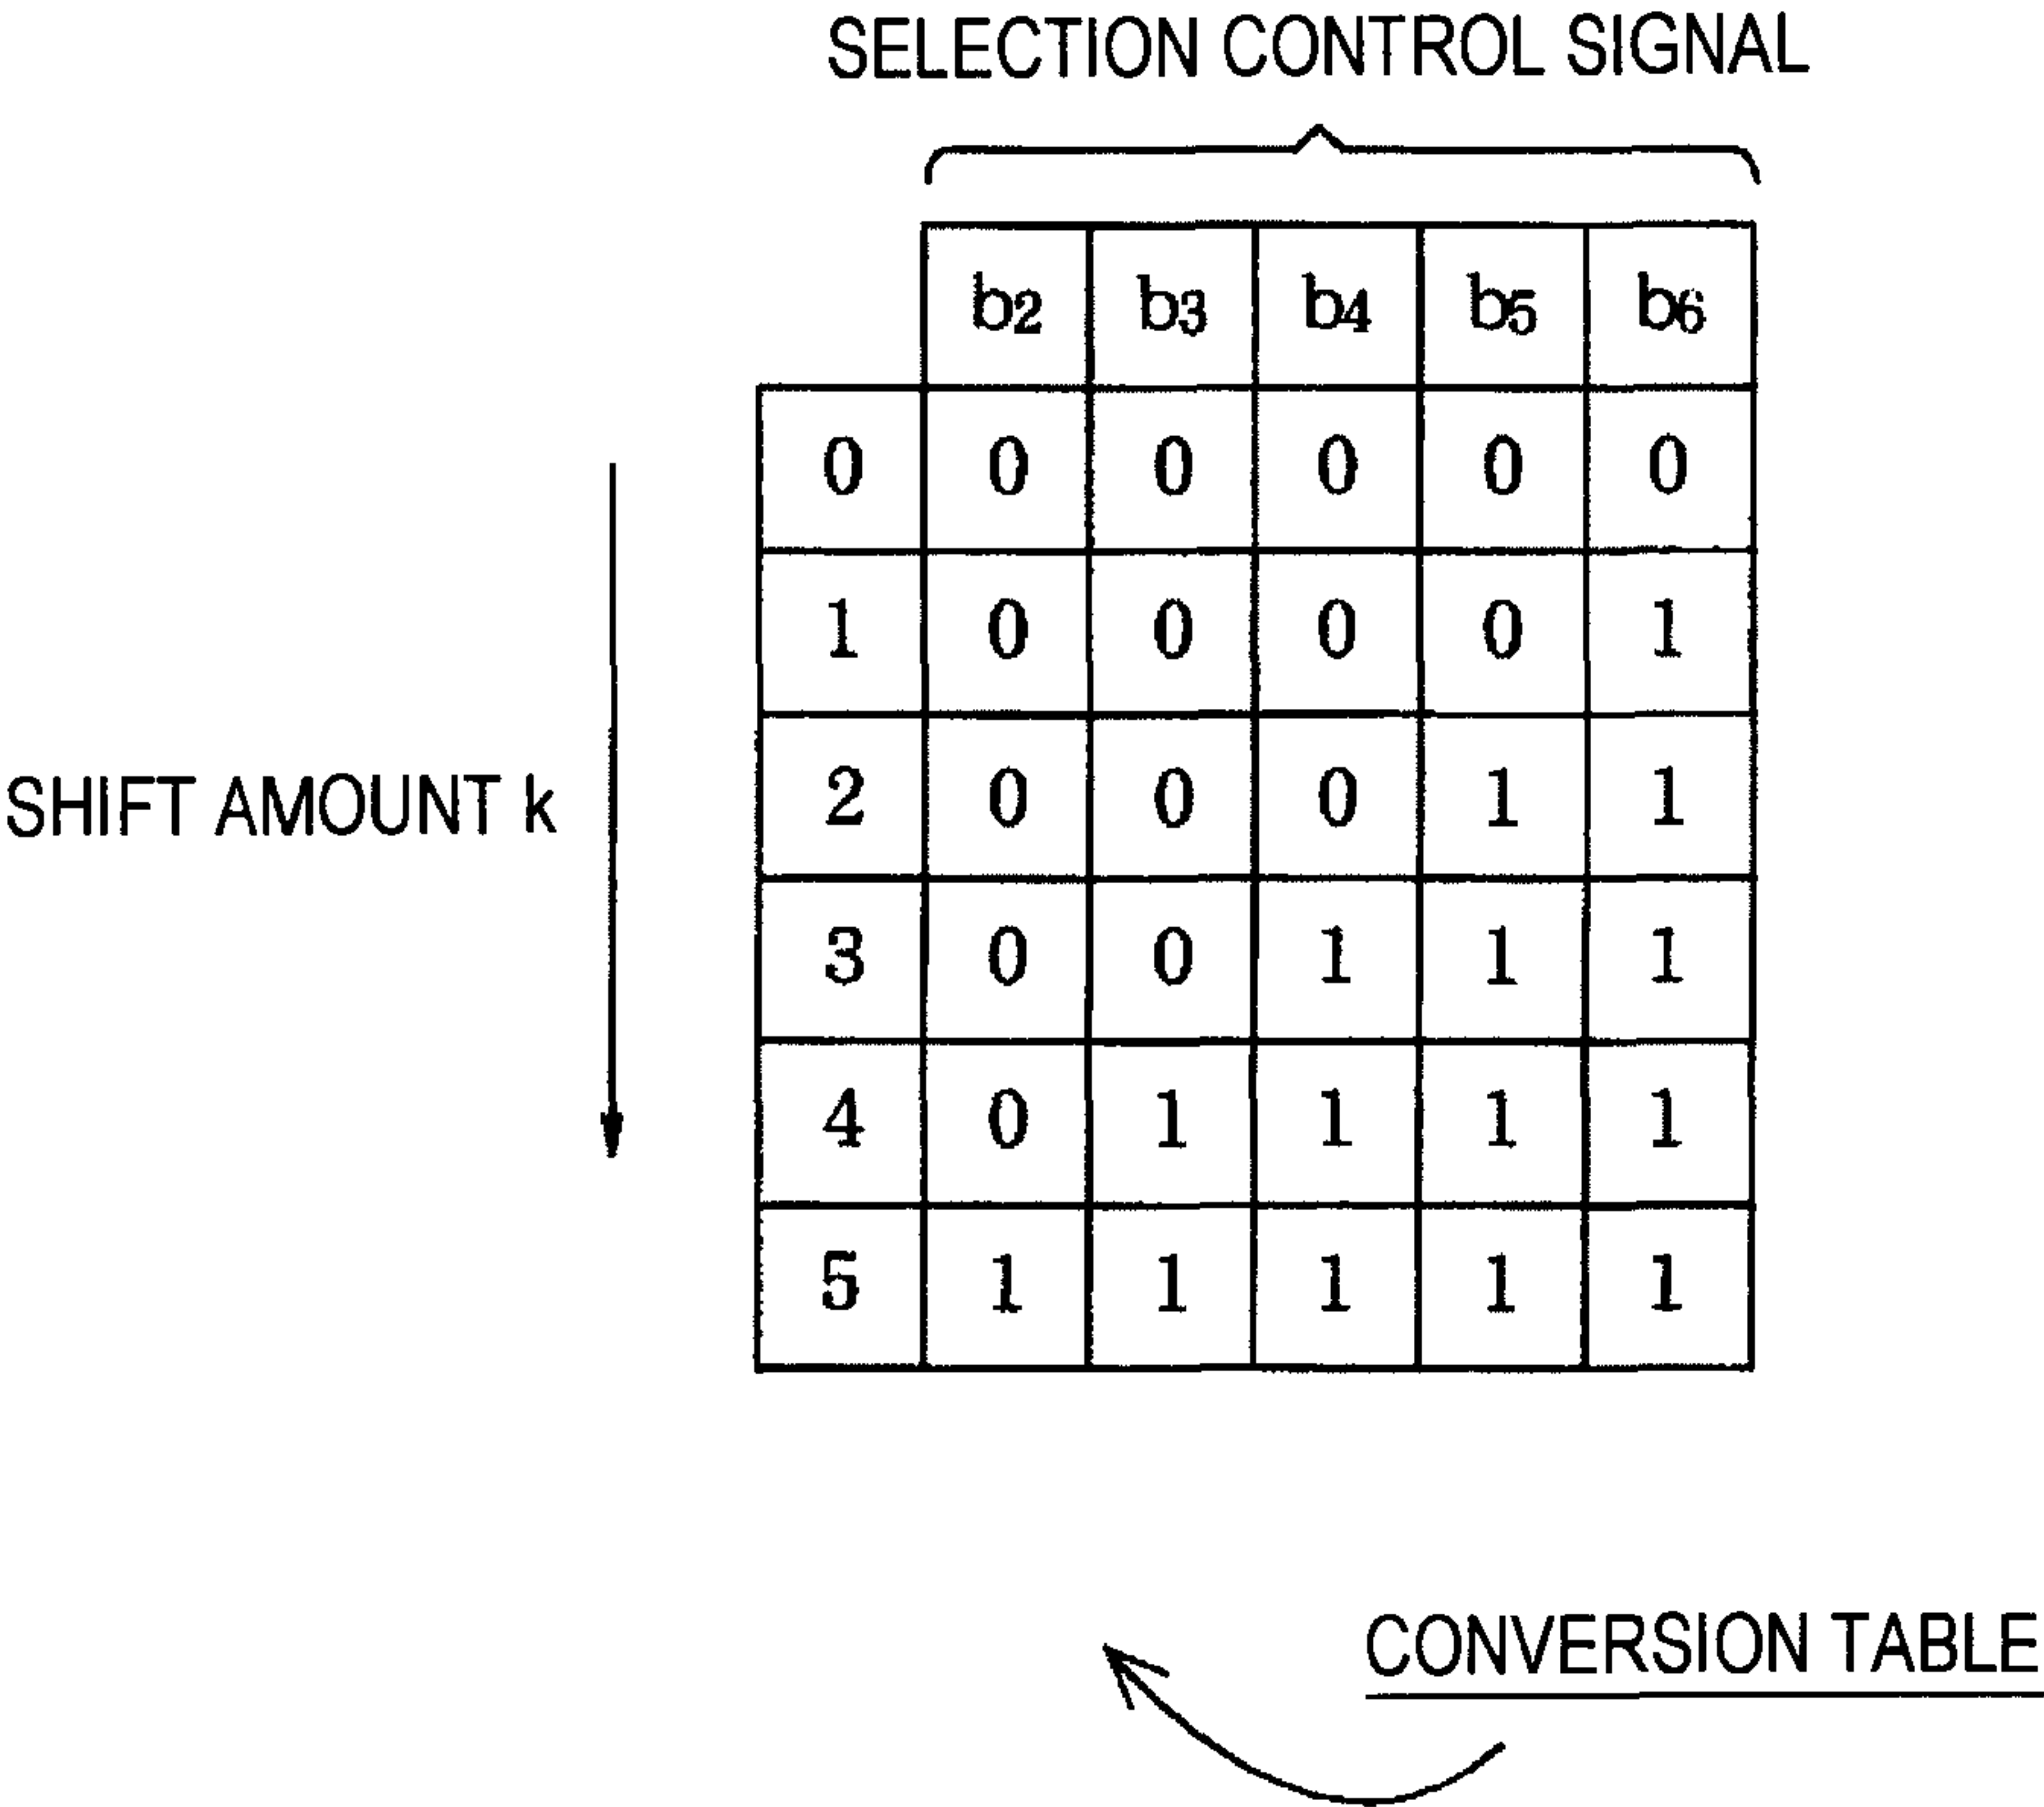 SELECTION CONTROL SIGNAL
b2 b3 b4 b5 b6
0 0 0 0 0 0
1 0 0 0 0 1
2 0 0 0 1 1
SHIFT AMOUNT k
3 0 0 1 1 1
4 0 1 1 1 1
5 1 1 1 1 1
CONVERSION TABLE